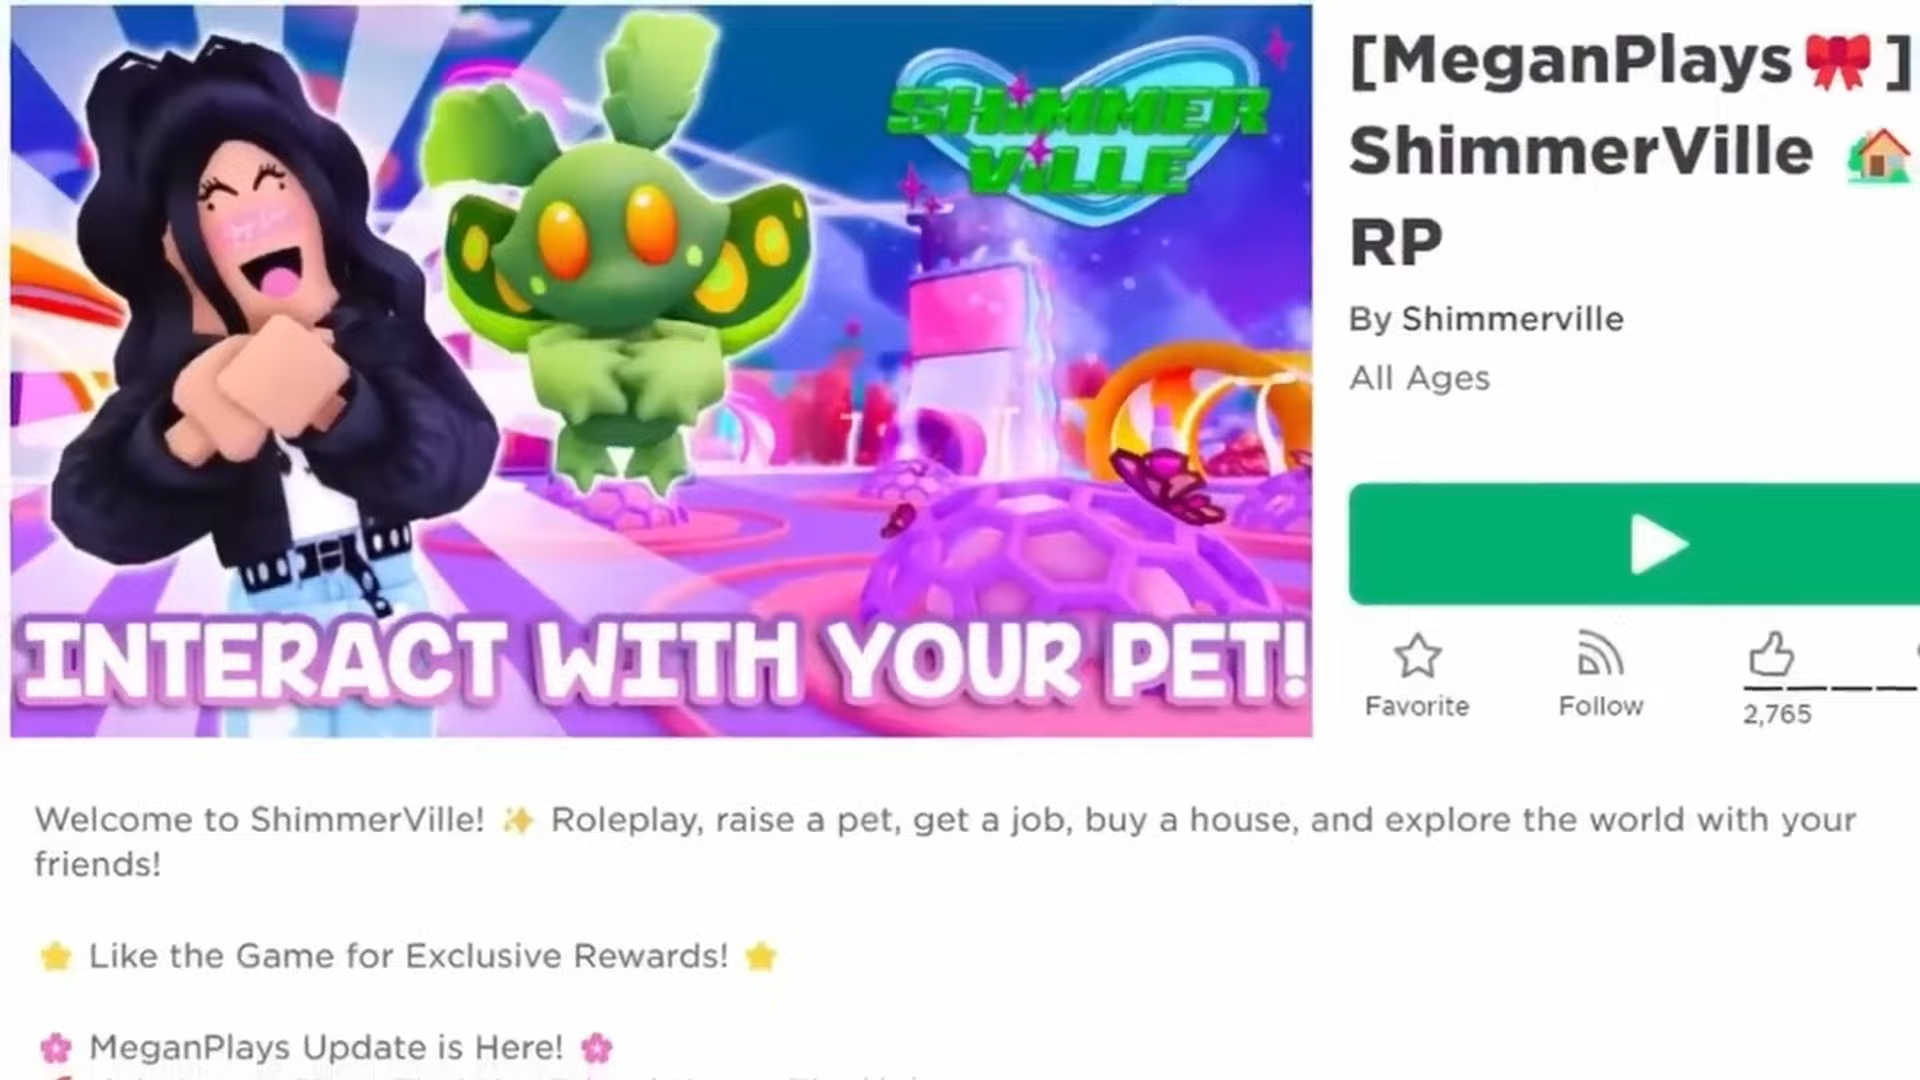 SHIMMER
VILLE
INTERACT WITH YOUR PET!
[MeganPlays🎀]
ShimmerVille 🏡
RP
By Shimmerville
All Ages
Favorite
Follow
2,765
Welcome to ShimmerVille! ✨ Roleplay, raise a pet, get a job, buy a house, and explore the world with your
friends!
⭐ Like the Game for Exclusive Rewards! ⭐
🌸 MeganPlays Update is Here! 🌸